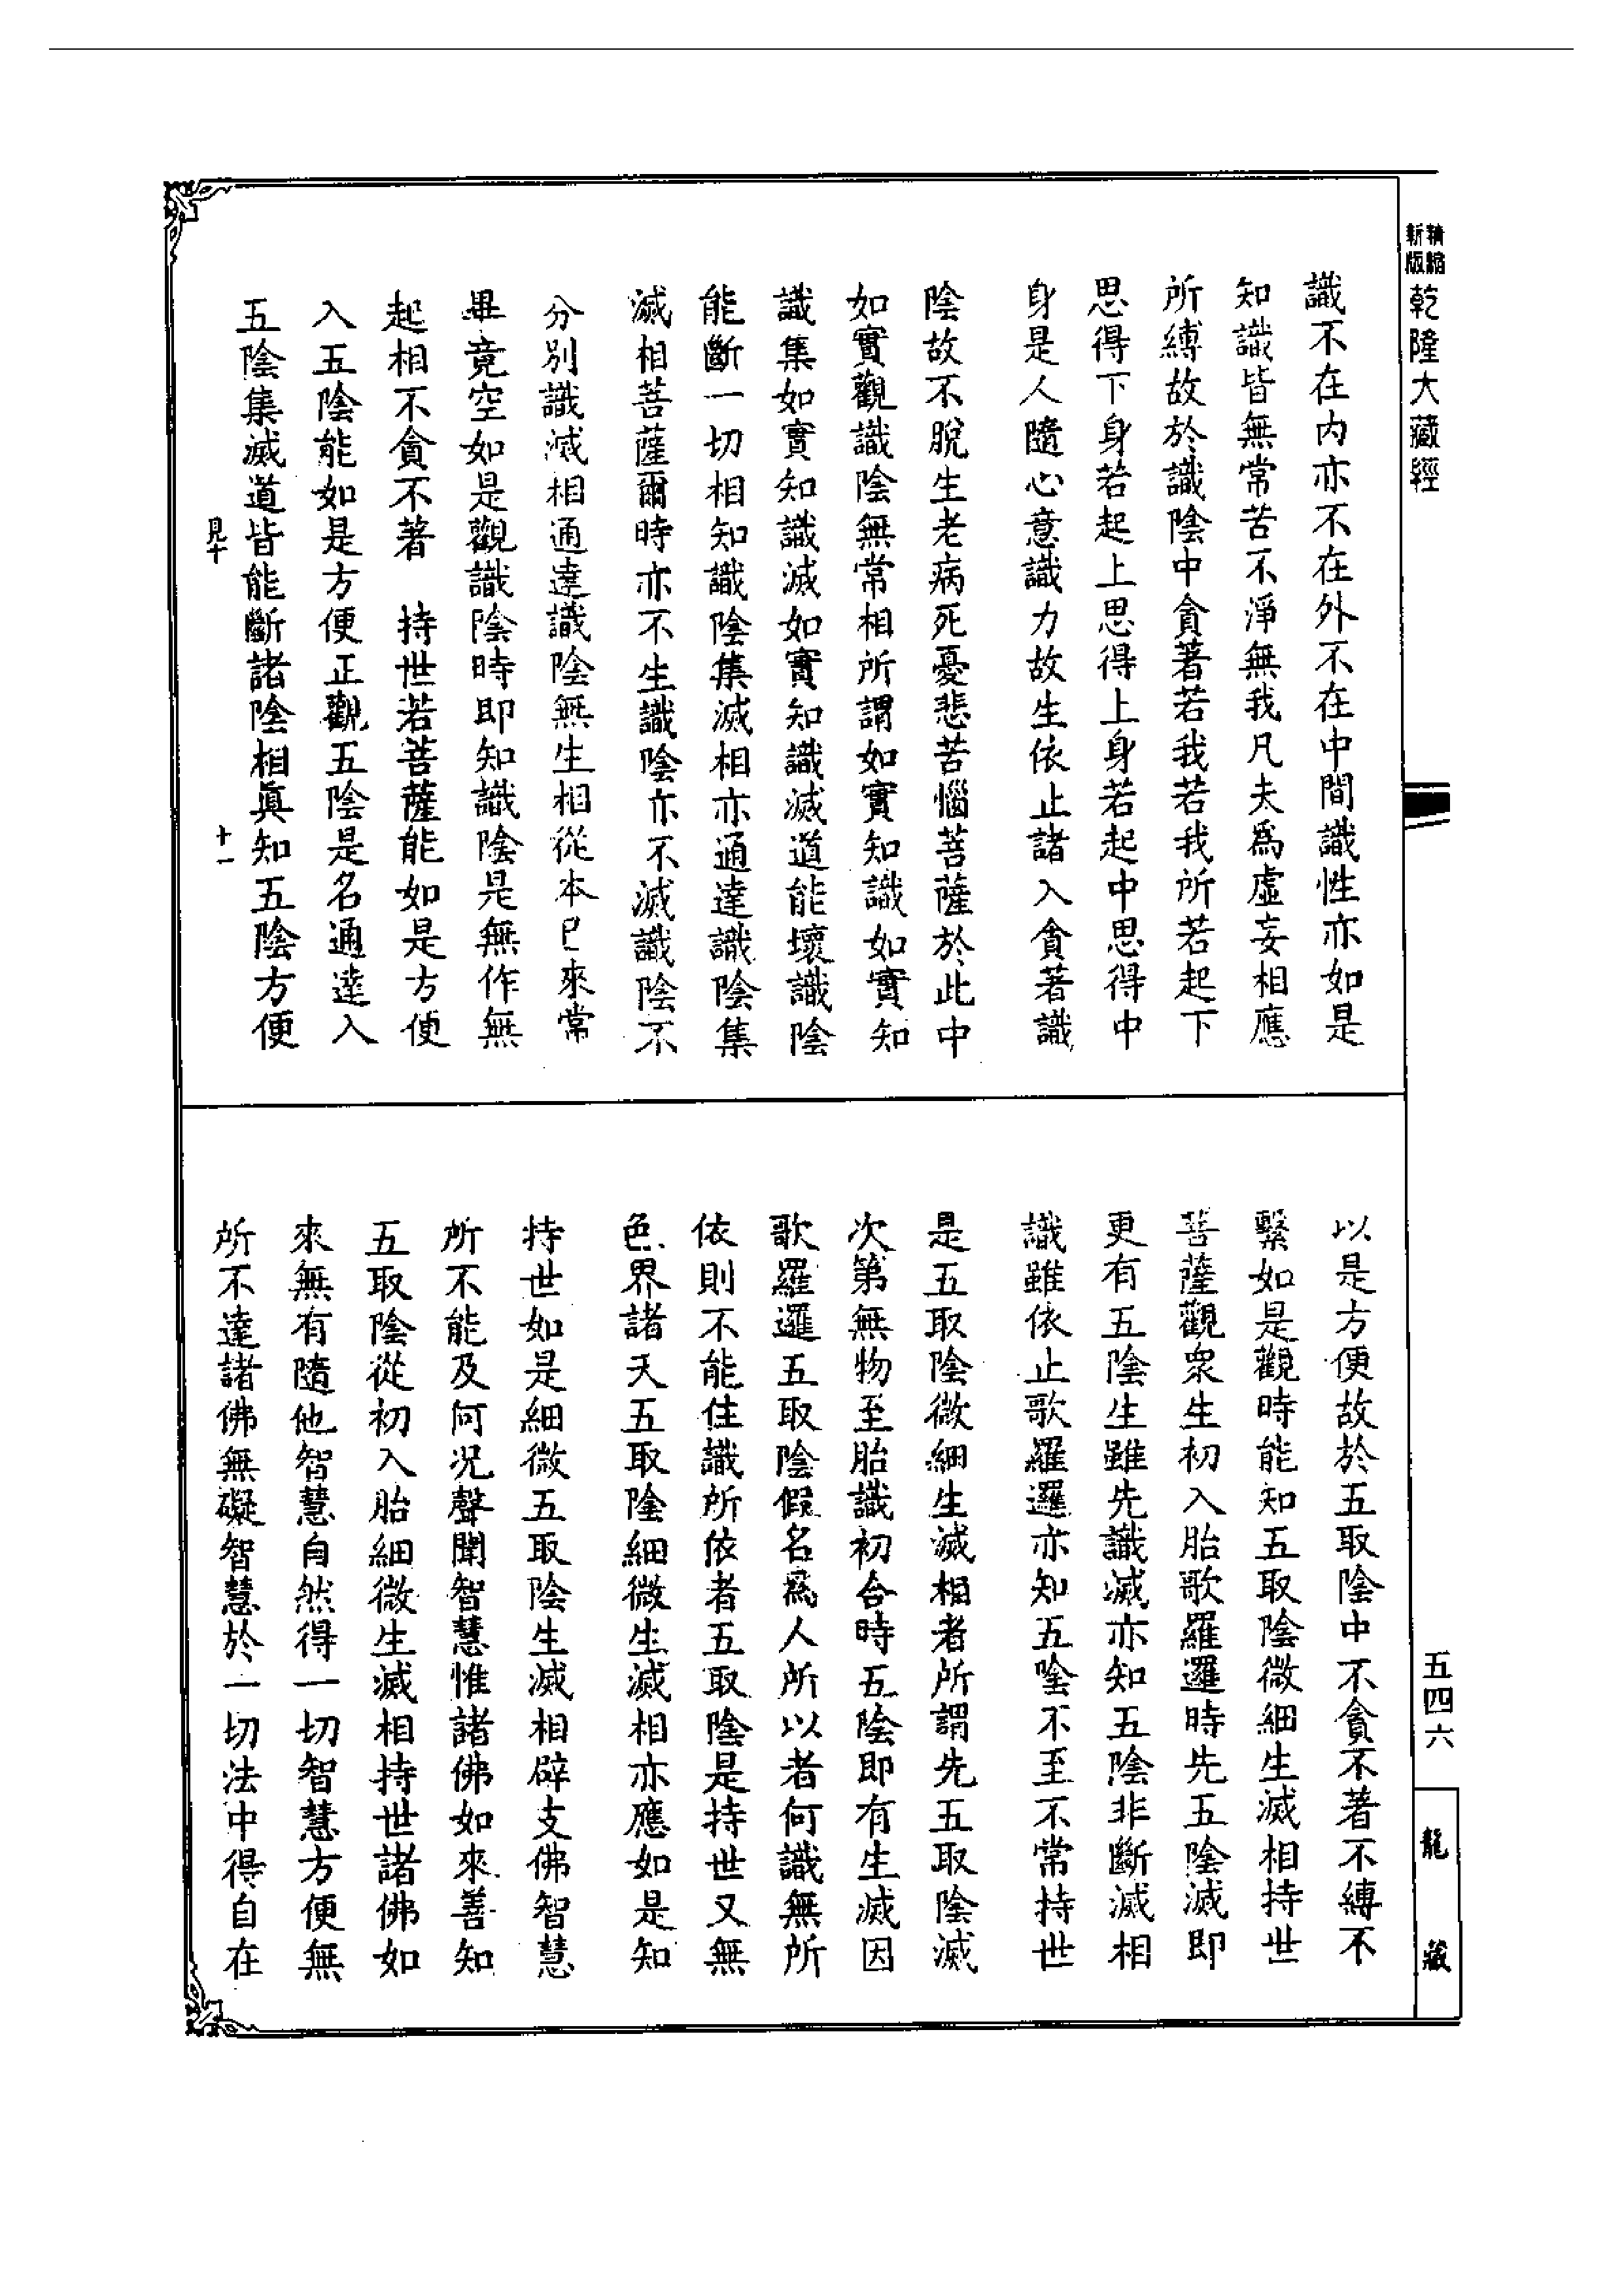 新版精縮
乾隆大藏經
識不在内亦不在外不在中間識性亦如是
知識皆無常苦不淨無我凡夫爲虛妄相應
所縛故於識陰中貪著若我若我所若起下
思得下身若起上思得上身若起中思得中
身是人隨心意識力故生依止諸入貪著識
陰故不脫生老病死憂悲苦惱菩薩於此中
如實觀識陰無常相所謂如實知識如實知
識集如實知識滅如實知識滅道能壞識陰
能斷一切相知識陰集滅相亦通達識陰集
滅相菩薩爾時亦不生識陰亦不滅識陰不
分別識滅相通達識陰無生相從本已來常
畢竟空如是觀識陰時即知識陰是無作無
起相不貪不著　持世若菩薩能如是方便
入五陰能如是方便正觀五陰是名通達入
五陰集滅道皆能斷諸陰相眞知五陰方便
見十　十一
以是方便故於五取陰中不貪不著不縛不
繫如是觀時能知五取陰微細生滅相持世
菩薩觀衆生初入胎歌羅邏時先五陰滅即
更有五陰生雖先識滅亦知五陰非斷滅相
識雖依止歌羅邏亦知五陰不至不常持世
是五取陰微細生滅相者所謂先五取陰滅
次第無物至胎識初合時五陰即有生滅因
歌羅邏五取陰假名爲人所以者何識無所
依則不能住識所依者五取陰是持世又無
色界諸天五取陰細微生滅相亦應如是知
持世如是細微五取陰生滅相辟支佛智慧
所不能及何況聲聞智慧惟諸佛如來善知
五取陰從初入胎細微生滅相持世諸佛如
來無有隨他智慧自然得一切智慧方便無
所不達諸佛無礙智慧於一切法中得自在
五四六
龍藏